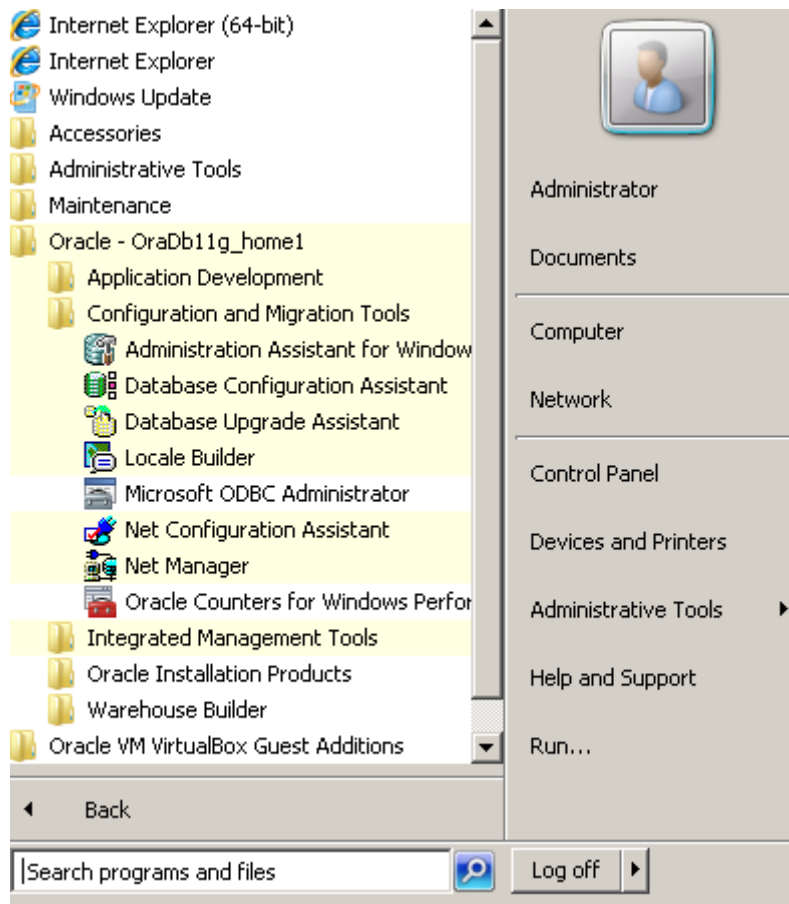 Internet Explorer (64-bit)
Internet Explorer
Windows Update
Accessories
Administrative Tools
Maintenance
Oracle - OraDb11g_home1
Application Development
Configuration and Migration Tools
Administration Assistant for Window
Database Configuration Assistant
Database Upgrade Assistant
Locale Builder
Microsoft ODBC Administrator
Net Configuration Assistant
Net Manager
Oracle Counters for Windows Perfor
Integrated Management Tools
Oracle Installation Products
Warehouse Builder
Oracle VM VirtualBox Guest Additions
Back
Search programs and files
Administrator
Documents
Computer
Network
Control Panel
Devices and Printers
Administrative Tools
Help and Support
Run...
Log off